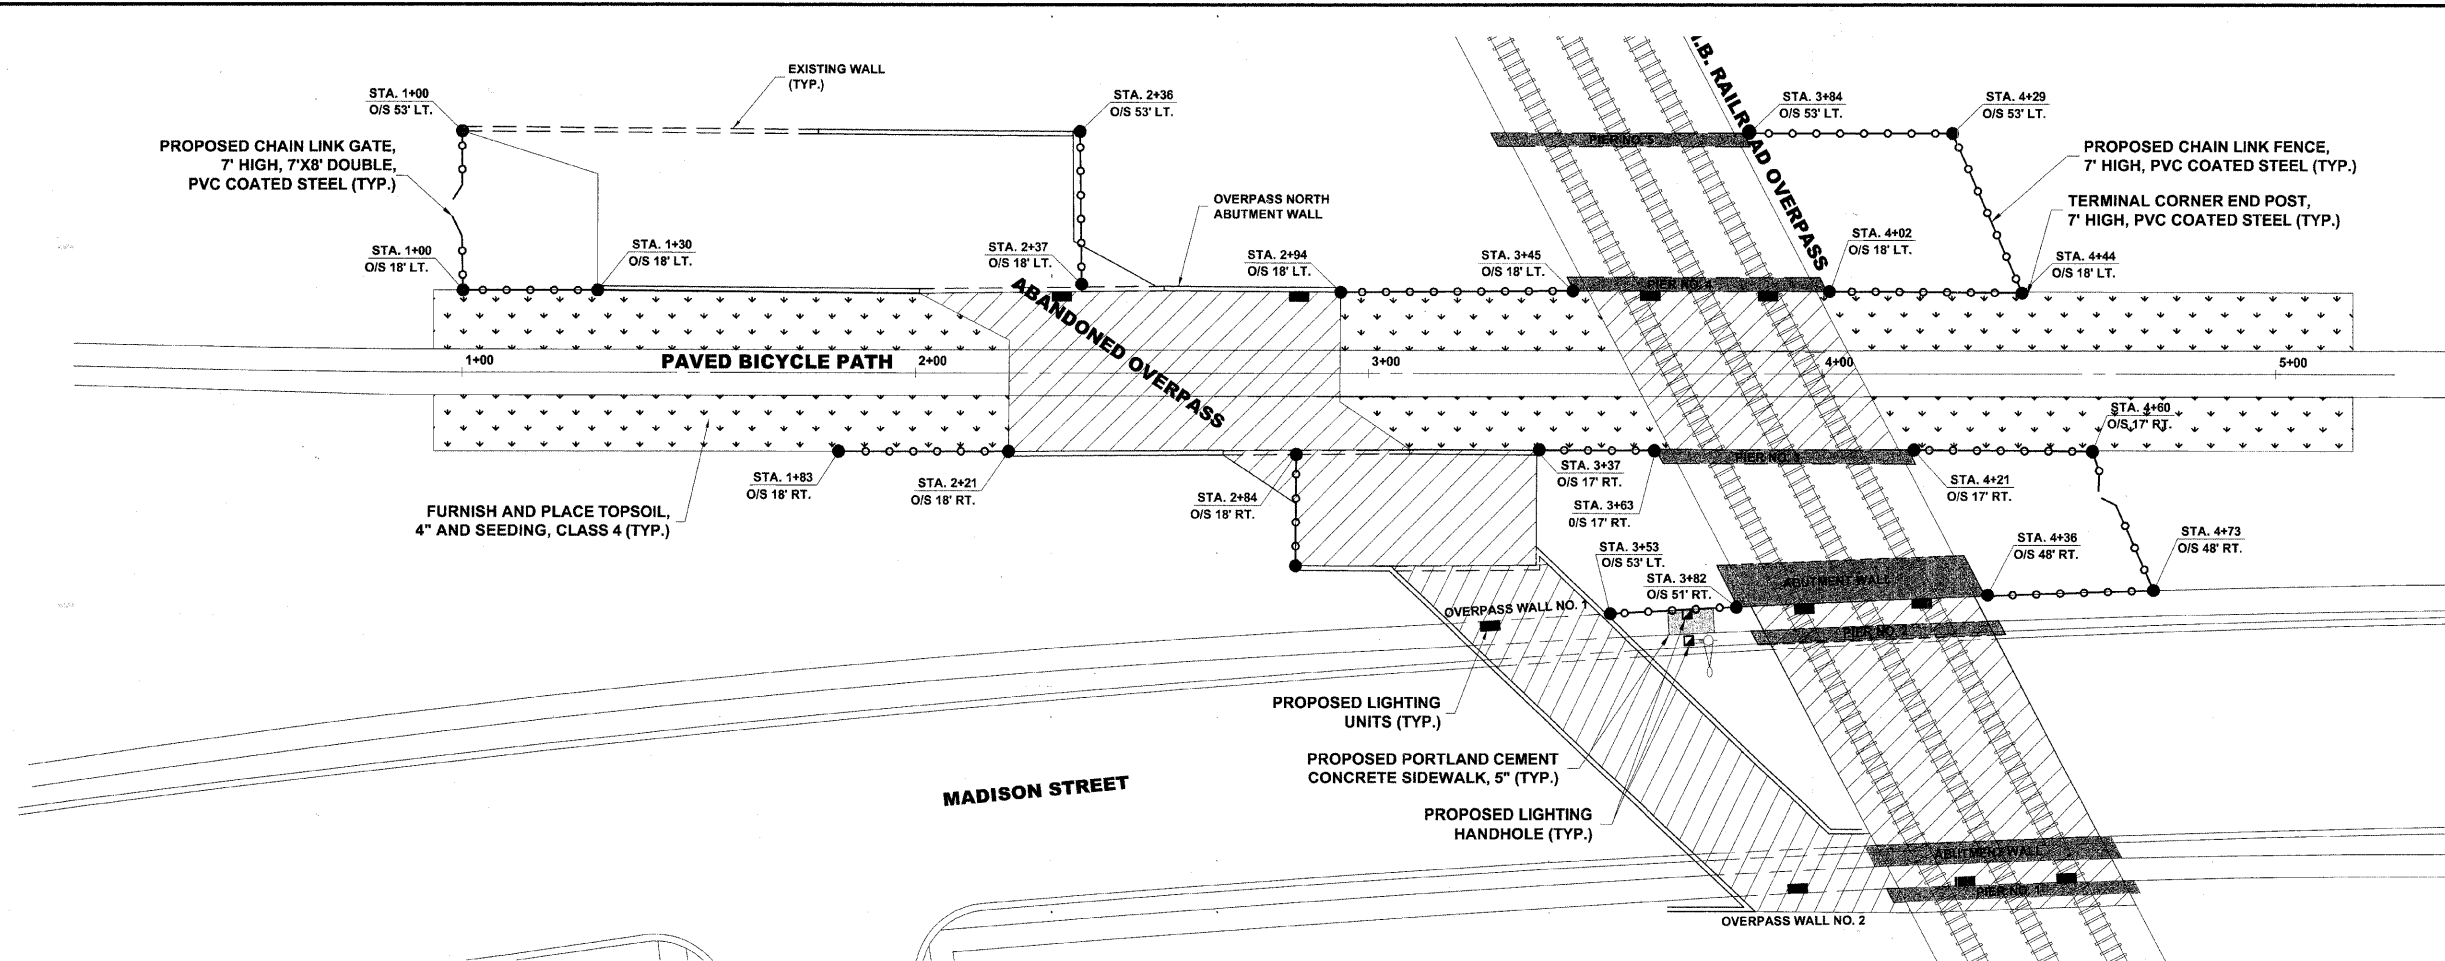 EXISTING WALL
(TYP.)
STA. 1+00
O/S 53' LT.
STA. 2+36
O/S 53' LT.
.B. RAILROAD OVERPASS
STA. 3+84
O/S 53' LT.
STA. 4+29
O/S 53' LT.
PROPOSED CHAIN LINK GATE,
7' HIGH, 7'X8' DOUBLE,
PVC COATED STEEL (TYP.)
PIER NO. 5
PROPOSED CHAIN LINK FENCE,
7' HIGH, PVC COATED STEEL (TYP.)
TERMINAL CORNER END POST,
7' HIGH, PVC COATED STEEL (TYP.)
OVERPASS NORTH
ABUTMENT WALL
STA. 1+00
O/S 18' LT.
STA. 1+30
O/S 18' LT.
STA. 2+37
O/S 18' LT.
STA. 2+94
O/S 18' LT.
STA. 3+45
O/S 18' LT.
STA. 4+02
O/S 18' LT.
STA. 4+44
O/S 18' LT.
PIER NO. 4
ABANDONED OVERPASS
1+00
PAVED BICYCLE PATH
2+00
3+00
4+00
5+00
STA. 4+60
O/S 17' RT.
PIER NO. 3
STA. 1+83
O/S 18' RT.
STA. 2+21
O/S 18' RT.
STA. 2+84
O/S 18' RT.
STA. 3+37
O/S 17' RT.
STA. 3+63
0/S 17' RT.
STA. 4+21
O/S 17' RT.
FURNISH AND PLACE TOPSOIL,
4" AND SEEDING, CLASS 4 (TYP.)
STA. 3+53
O/S 53' LT.
STA. 3+82
O/S 51' RT.
STA. 4+36
O/S 48' RT.
STA. 4+73
O/S 48' RT.
ABUTMENT WALL
OVERPASS WALL NO. 1
PIER NO. 2
PROPOSED LIGHTING
UNITS (TYP.)
PROPOSED PORTLAND CEMENT
CONCRETE SIDEWALK, 5" (TYP.)
MADISON STREET
PROPOSED LIGHTING
HANDHOLE (TYP.)
ABUTMENT WALL
PIER NO. 1
OVERPASS WALL NO. 2